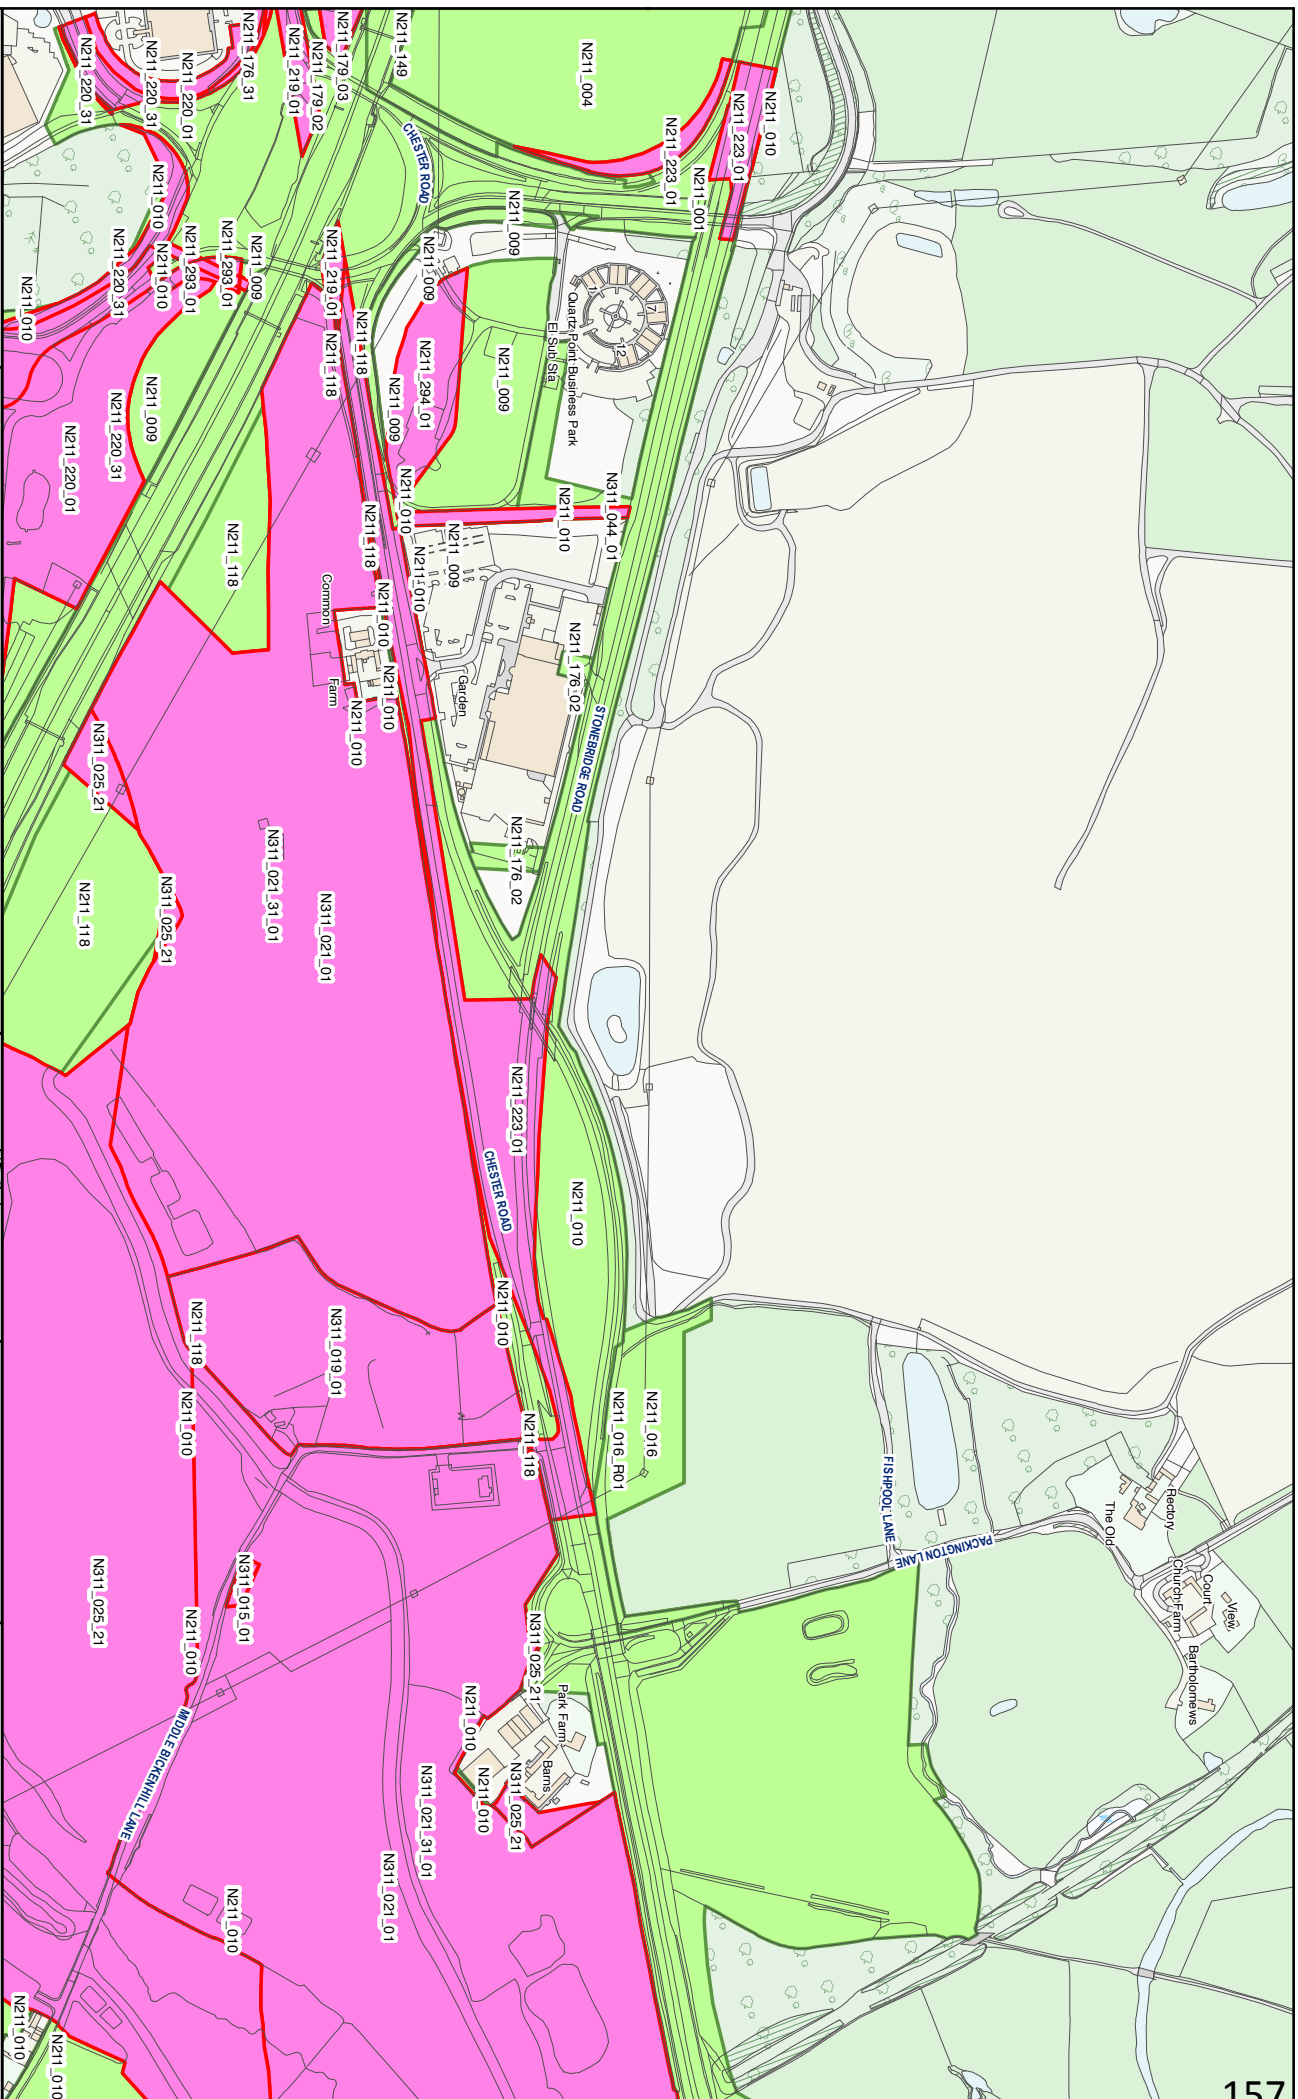 N211_220_31
N211_220_31
N211_220_01
N211_176_31
N211_219_01
N211_179_02
N211_179_03
N211_149
N211_004
N211_010
N211_223_01
N211_223_01
N211_001
CHESTER ROAD
N211_009
N211_009
N211_010
N211_220_31
N211_010
N211_293_01
N211_293_01
N211_009
N211_219_01
N211_118
N211_118
N211_010
N211_009
N211_220_31
N211_220_01
N211_009
N211_294_01
N211_009
El Sub Sta
Quartz Point Business Park
1
7
12
N211_118
N211_118
N211_010
N211_010
N211_009
N211_010
N311_044_01
Common
Farm
N211_010
N211_010
N211_010
Garden
N211_176_02
STONEBRIDGE ROAD
N211_176_02
N311_025_21
N311_025_21
N211_118
N311_021_31_01
N311_021_01
N211_223_01
CHESTER ROAD
N211_010
N211_010
N211_118
N211_010
N311_019_01
N211_118
N211_016_R01
N211_016
FISHPOOL LANE
PACKINGTON LANE
The Old
Rectory
Church Farm
Court
View
Bartholomews
N311_025_21
N211_010
N311_015_01
N311_025_21
Park Farm
Barns
N211_010
N211_010
N311_025_21
MIDDLE BICKENHILL LANE
N311_021_31_01
N311_021_01
N211_010
N211_010
N211_010
157